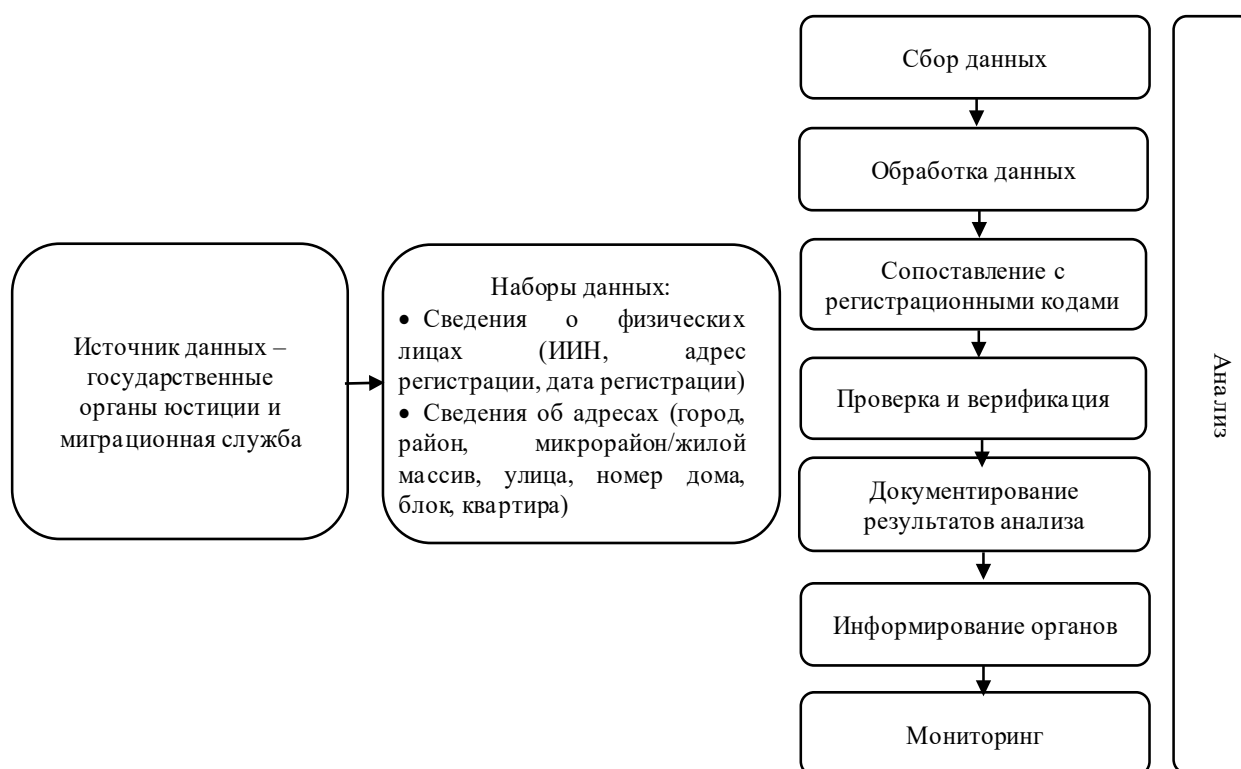 Источник данных –
государственные
органы юстиции и
миграционная служба
Наборы данных:
• Сведения о физических
лицах (ИИН, адрес
регистрации, дата регистрации)
• Сведения об адресах (город,
район, микрорайон/жилой
массив, улица, номер дома,
блок, квартира)
Сбор данных
Обработка данных
Сопоставление с
регистрационными кодами
Проверка и верификация
Документирование
результатов анализа
Информирование органов
Мониторинг
Анализ